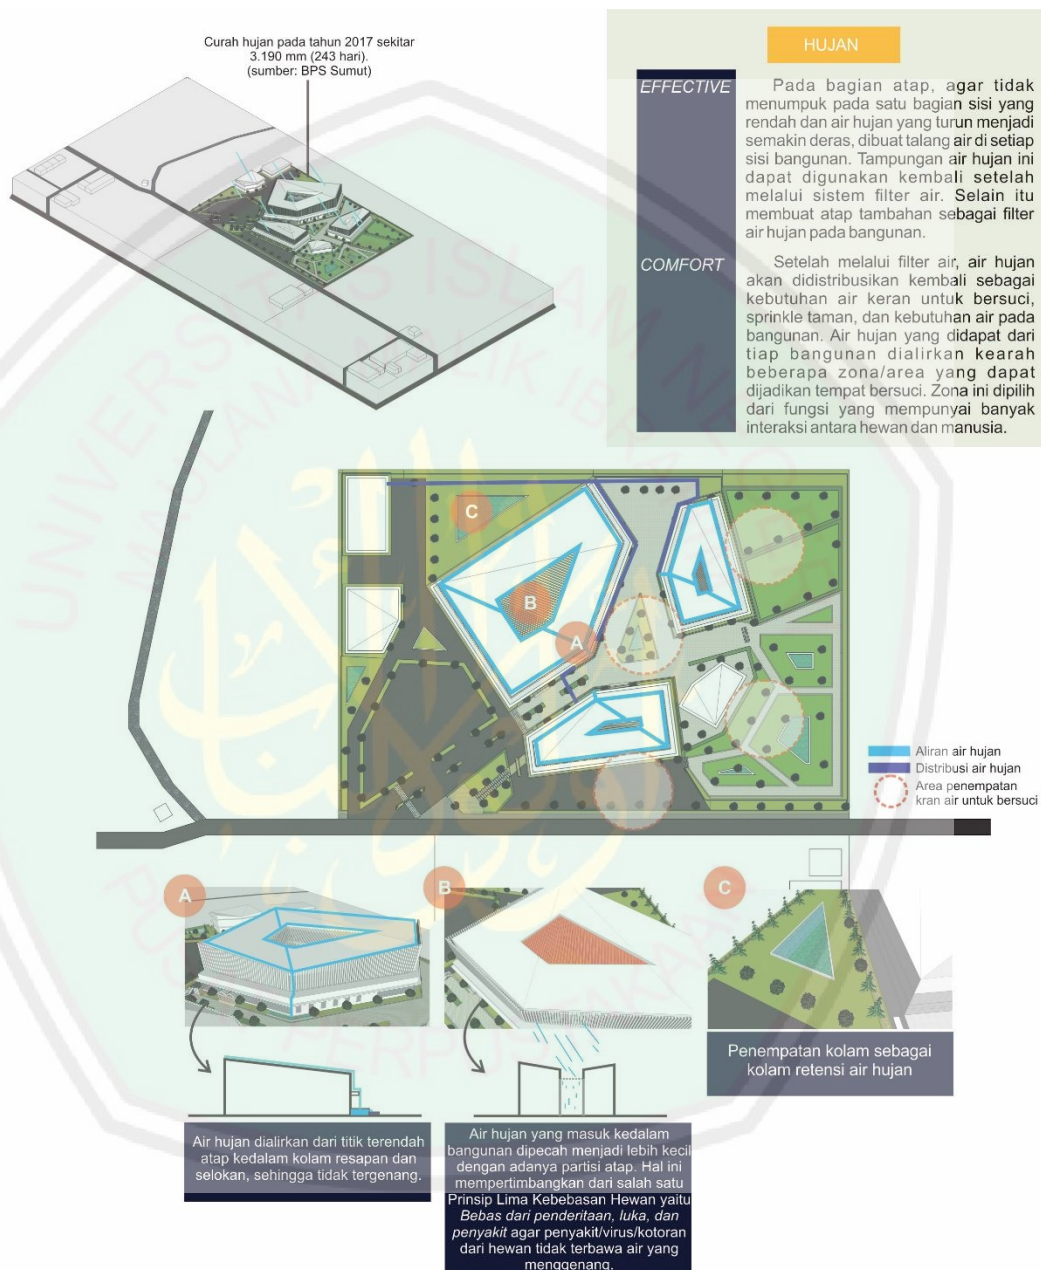 Curah hujan pada tahun 2017 sekitar
3.190 mm (243 hari).
(sumber: BPS Sumut)
HUJAN
EFFECTIVE
Pada bagian atap, agar tidak
menumpuk pada satu bagian sisi yang
rendah dan air hujan yang turun menjadi
semakin deras, dibuat talang air di setiap
sisi bangunan. Tampungan air hujan ini
dapat digunakan kembali setelah
melalui sistem filter air. Selain itu
membuat atap tambahan sebagai filter
air hujan pada bangunan.
COMFORT
Setelah melalui filter air, air hujan
akan didistribusikan kembali sebagai
kebutuhan air keran untuk bersuci,
sprinkle taman, dan kebutuhan air pada
bangunan. Air hujan yang didapat dari
tiap bangunan dialirkan kearah
beberapa zona/area yang dapat
dijadikan tempat bersuci. Zona ini dipilih
dari fungsi yang mempunyai banyak
interaksi antara hewan dan manusia.
C
B
A
Aliran air hujan
Distribusi air hujan
Area penempatan
kran air untuk bersuci
A
B
C
Air hujan dialirkan dari titik terendah
atap kedalam kolam resapan dan
selokan, sehingga tidak tergenang.
Air hujan yang masuk kedalam
bangunan dipecah menjadi lebih kecil
dengan adanya partisi atap. Hal ini
mempertimbangkan dari salah satu
Prinsip Lima Kebebasan Hewan yaitu
Bebas dari penderitaan, luka, dan
penyakit agar penyakit/virus/kotoran
dari hewan tidak terbawa air yang
menggenang.
Penempatan kolam sebagai
kolam retensi air hujan
UNIVERSITAS ISLAM NEGERI
MAULANA MALIK IBRAHIM
PUSAT PERPUSTAKAAN